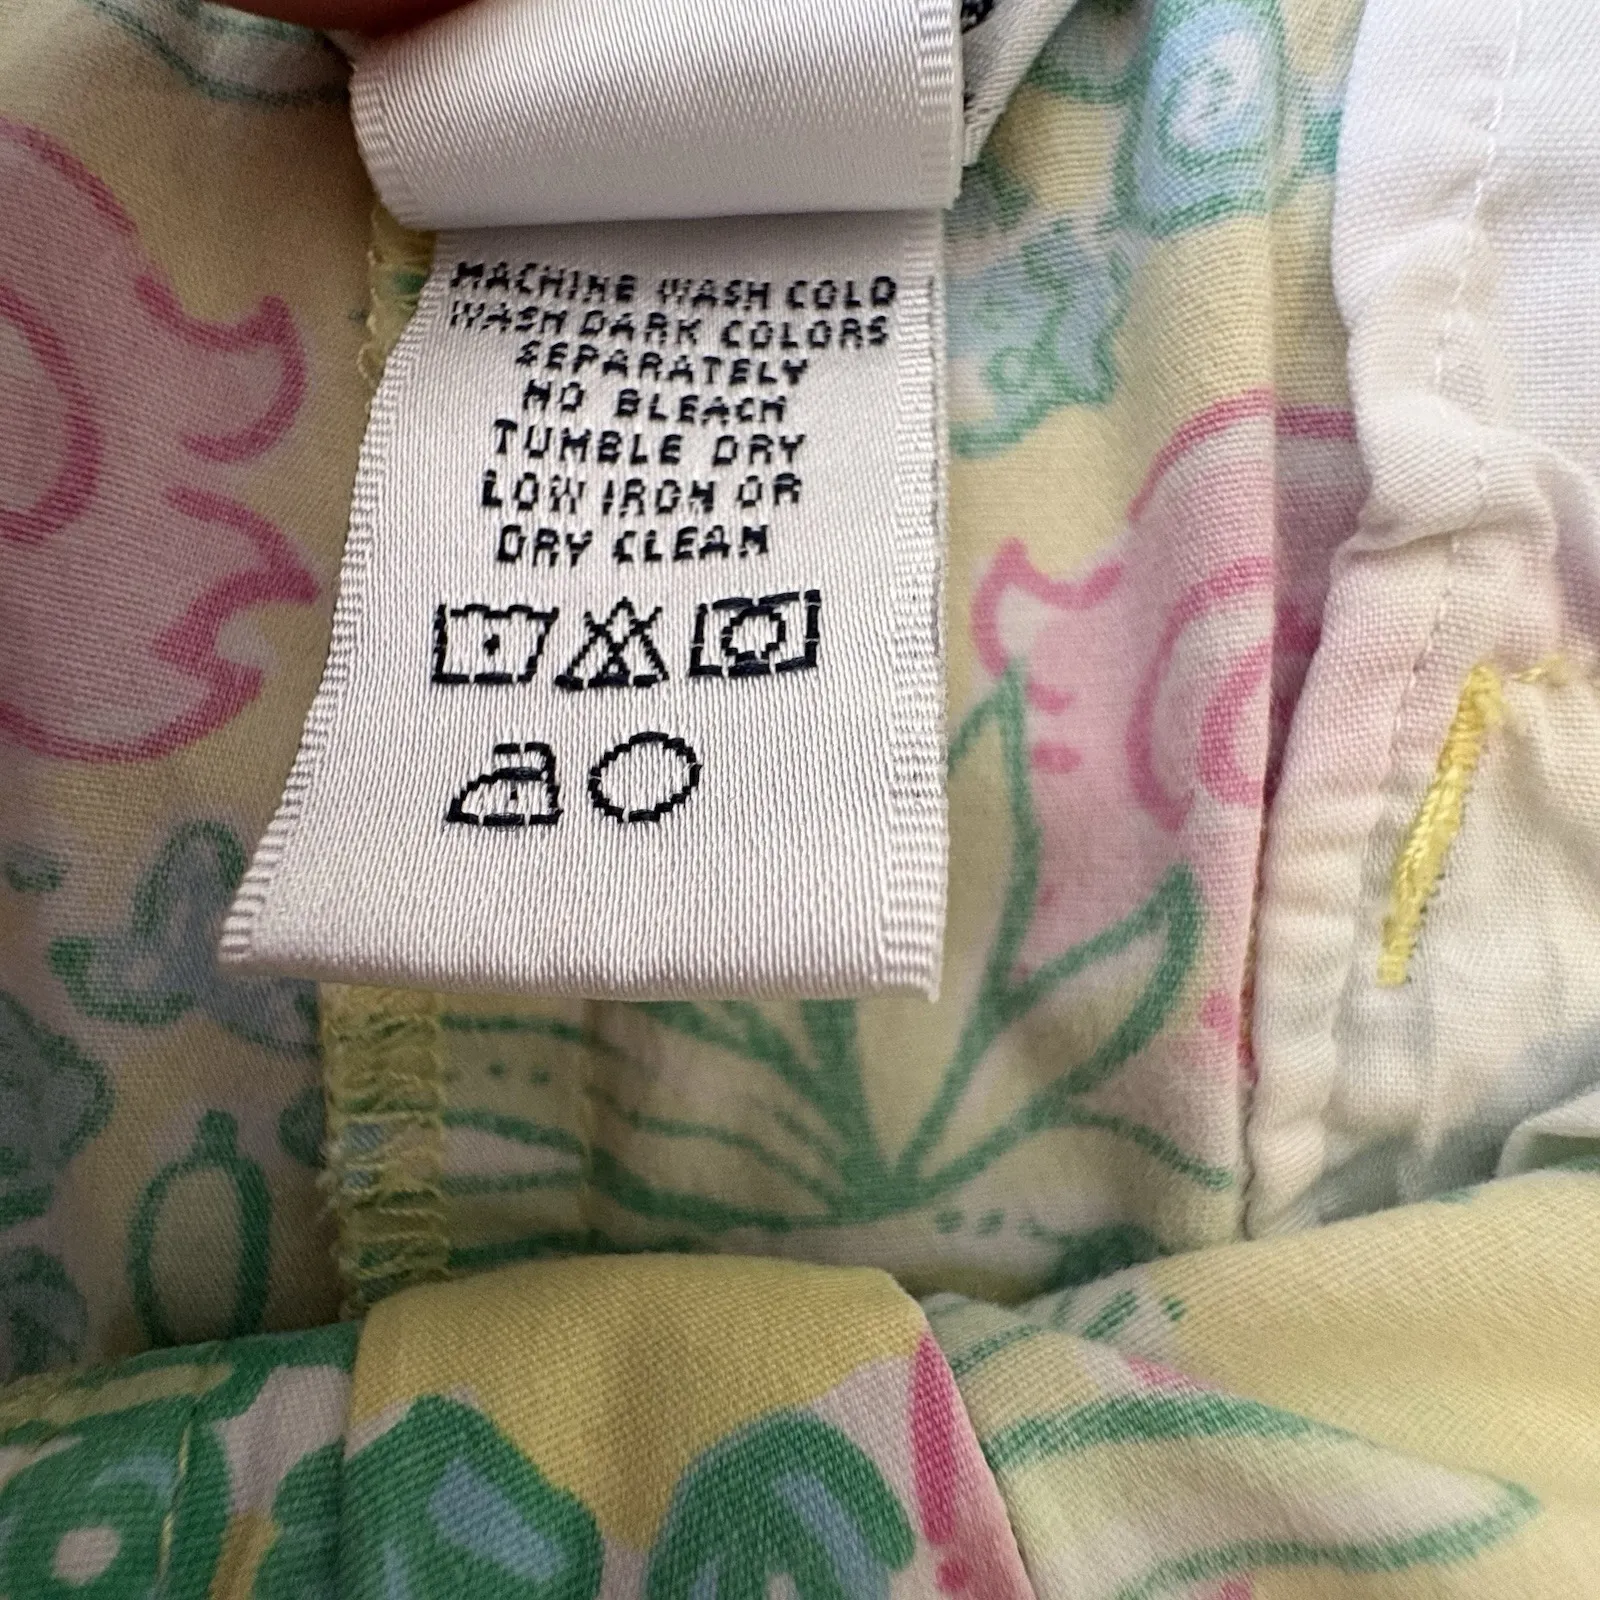 MACHINE WASH COLD
WASH DARK COLORS
SEPARATELY
NO BLEACH
TUMBLE DRY
LOW IRON OR
DRY CLEAN